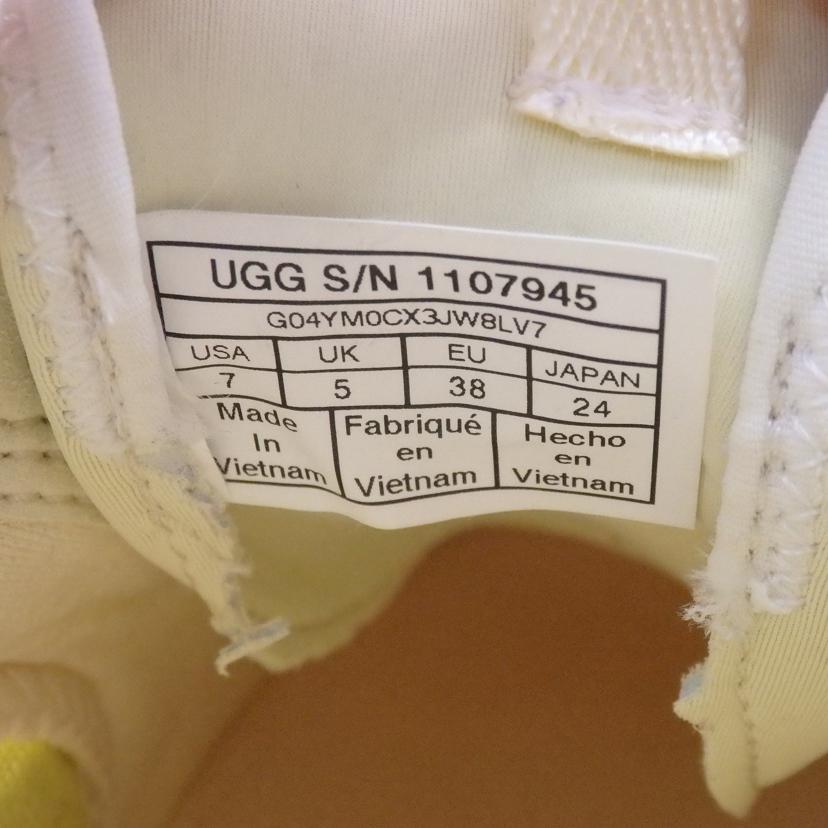 UGG S/N 1107945
G04YM0CX3JW8LV7
USA UK EU JAPAN
7 5 38 24
Made In Vietnam
Fabriqué en Vietnam
Hecho en Vietnam